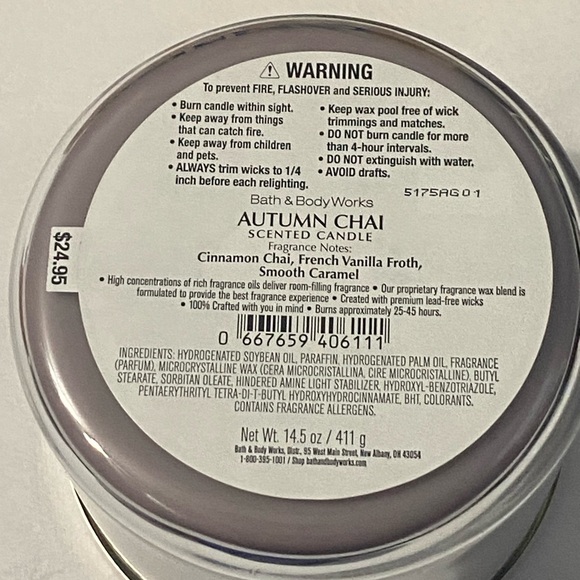 ⚠ WARNING
To prevent FIRE, FLASHOVER and SERIOUS INJURY:
• Burn candle within sight.
• Keep away from things
that can catch fire.
• Keep away from children
and pets.
• ALWAYS trim wicks to 1/4
inch before each relighting.
• Keep wax pool free of wick
trimmings and matches.
• DO NOT burn candle for more
than 4-hour intervals.
• DO NOT extinguish with water.
• AVOID drafts.
5175AG01
Bath & Body Works
AUTUMN CHAI
SCENTED CANDLE
Fragrance Notes:
Cinnamon Chai, French Vanilla Froth,
Smooth Caramel
• High concentrations of rich fragrance oils deliver room-filling fragrance • Our proprietary fragrance wax blend is
formulated to provide the best fragrance experience • Created with premium lead-free wicks
• 100% Crafted with you in mind • Burns approximately 25-45 hours.
$24.95
0 667659 406111
INGREDIENTS: HYDROGENATED SOYBEAN OIL, PARAFFIN, HYDROGENATED PALM OIL, FRAGRANCE
(PARFUM), MICROCRYSTALLINE WAX (CERA MICROCRISTALLINA, CIRE MICROCRISTALLINE), BUTYL
STEARATE, SORBITAN OLEATE, HINDERED AMINE LIGHT STABILIZER, HYDROXYL-BENZOTRIAZOLE,
PENTAERYTHRITYL TETRA-DI-T-BUTYL HYDROXYHYDROCINNAMATE, BHT, COLORANTS.
CONTAINS FRAGRANCE ALLERGENS.
Net Wt. 14.5 oz / 411 g
Bath & Body Works, Distr., 95 West Main Street, New Albany, OH 43054
1-800-395-1001 / Shop bathandbodyworks.com